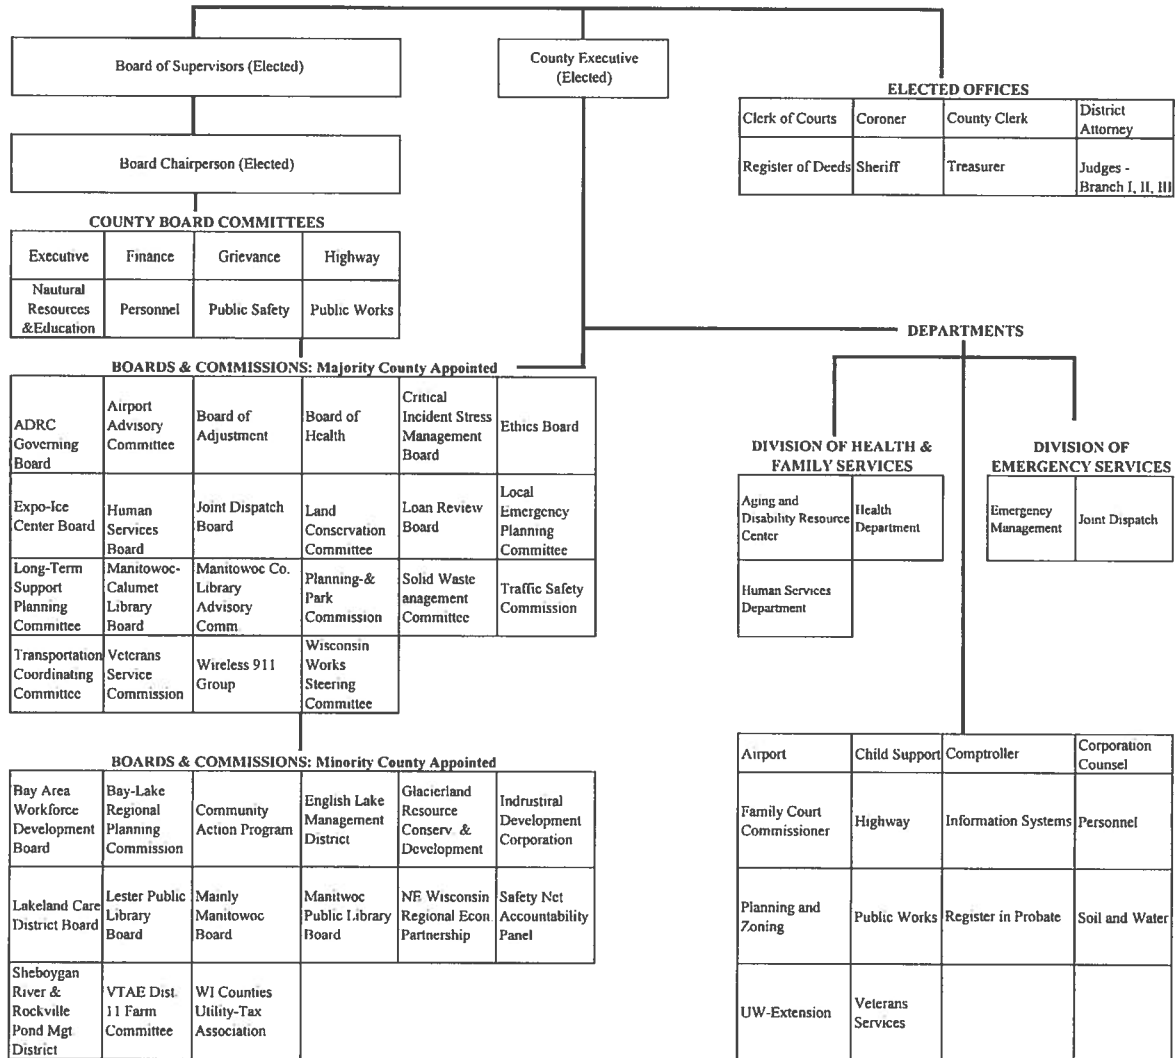 Board of Supervisors (Elected)
County Executive
(Elected)
Board Chairperson (Elected)
ELECTED OFFICES
Clerk of Courts
Coroner
County Clerk
District
Attorney
Register of Deeds
Sheriff
Treasurer
Judges -
Branch I, II, III
COUNTY BOARD COMMITTEES
Executive
Finance
Grievance
Highway
Nautural
Resources
&Education
Personnel
Public Safety
Public Works
BOARDS & COMMISSIONS: Majority County Appointed
ADRC
Governing
Board
Airport
Advisory
Committee
Board of
Adjustment
Board of
Health
Critical
Incident Stress
Management
Board
Ethics Board
Expo-Ice
Center Board
Human
Services
Board
Joint Dispatch
Board
Land
Conservation
Committee
Loan Review
Board
Local
Emergency
Planning
Committee
Long-Term
Support
Planning
Committee
Manitowoc-
Calumet
Library
Board
Manitowoc Co.
Library
Advisory
Comm.
Planning-&
Park
Commission
Solid Waste
anagement
Committee
Traffic Safety
Commission
Transportation
Coordinating
Committee
Veterans
Service
Commission
Wireless 911
Group
Wisconsin
Works
Steering
Committee
BOARDS & COMMISSIONS: Minority County Appointed
Bay Area
Workforce
Development
Board
Bay-Lake
Regional
Planning
Commission
Community
Action Program
English Lake
Management
District
Glacierland
Resource
Conserv. &
Development
Indrustiral
Development
Corporation
Lakeland Care
District Board
Lester Public
Library
Board
Mainly
Manitowoc
Board
Manitwoc
Public Library
Board
NE Wisconsin
Regional Econ.
Partnership
Safety Net
Accountability
Panel
Sheboygan
River &
Rockville
Pond Mgt.
District
VTAE Dist.
11 Farm
Committee
WI Counties
Utility-Tax
Association
DEPARTMENTS
DIVISION OF HEALTH &
FAMILY SERVICES
Aging and
Disability Resource
Center
Health
Department
Human Services
Department
DIVISION OF
EMERGENCY SERVICES
Emergency
Management
Joint Dispatch
Airport
Child Support
Comptroller
Corporation
Counsel
Family Court
Commissioner
Highway
Information Systems
Personnel
Planning and
Zoning
Public Works
Register in Probate
Soil and Water
UW-Extension
Veterans
Services